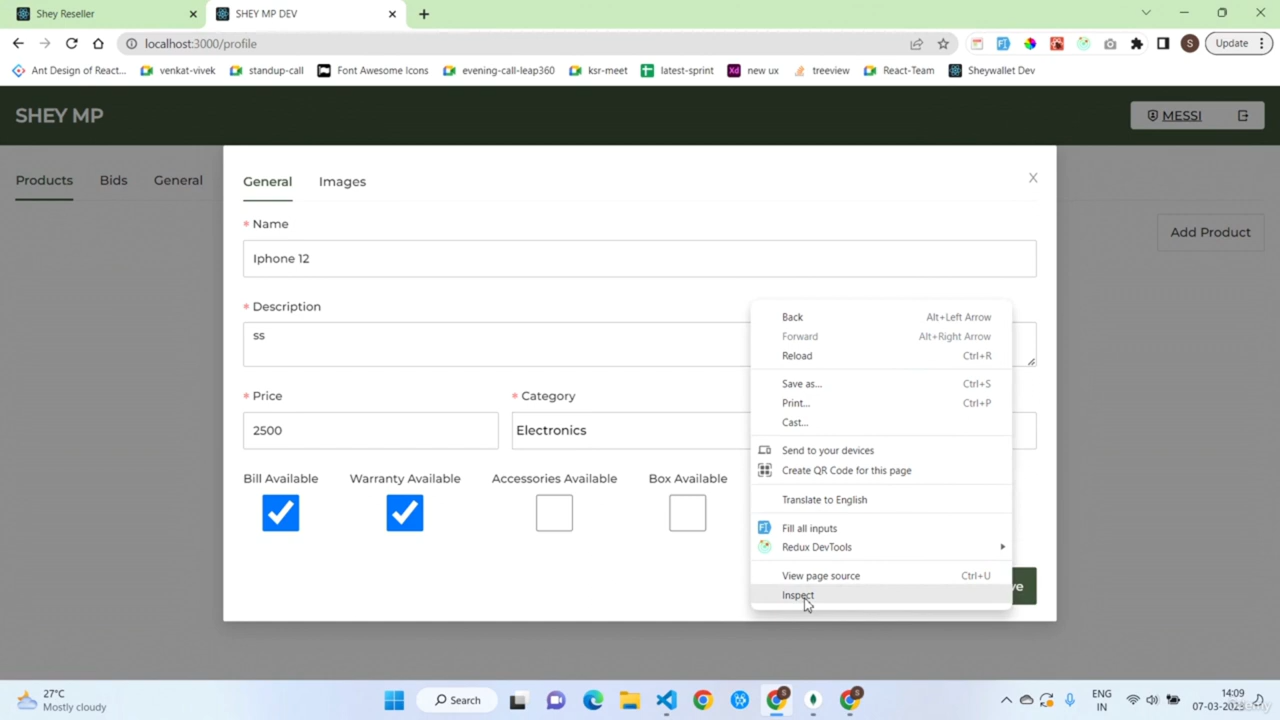 Shey Reseller
SHEY MP DEV
localhost:3000/profile
S
Update
Ant Design of React...
venkat-vivek
standup-call
Font Awesome Icons
evening-call-leap360
ksr-meet
latest-sprint
new ux
treeview
React-Team
Sheywallet Dev
SHEY MP
MESSI
Products
Bids
General
Add Product
General
Images
X
* Name
Iphone 12
* Description
ss
* Price
* Category
2500
Electronics
Bill Available
Warranty Available
Accessories Available
Box Available
Back Alt+Left Arrow
Forward Alt+Right Arrow
Reload Ctrl+R
Save as... Ctrl+S
Print... Ctrl+P
Cast...
Send to your devices
Create QR Code for this page
Translate to English
Fill all inputs
Redux DevTools
View page source Ctrl+U
Inspect
ve
27°C
Mostly cloudy
Search
ENG
IN
14:09